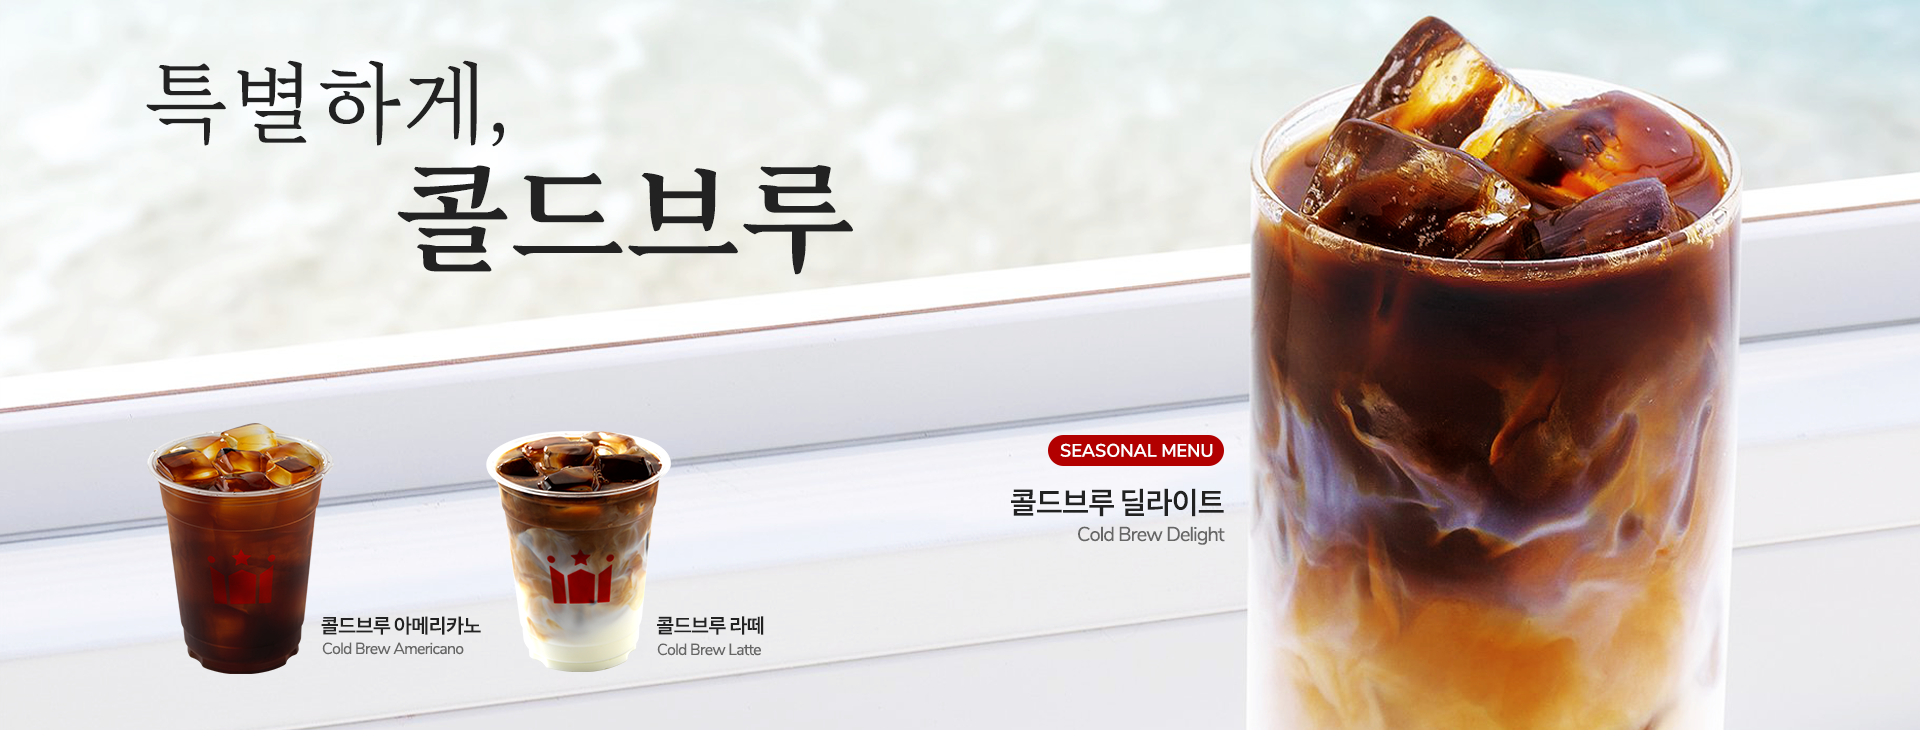 특별하게,
콜드브루
SEASONAL MENU
콜드브루 딜라이트
Cold Brew Delight
콜드브루 아메리카노
Cold Brew Americano
콜드브루 라떼
Cold Brew Latte